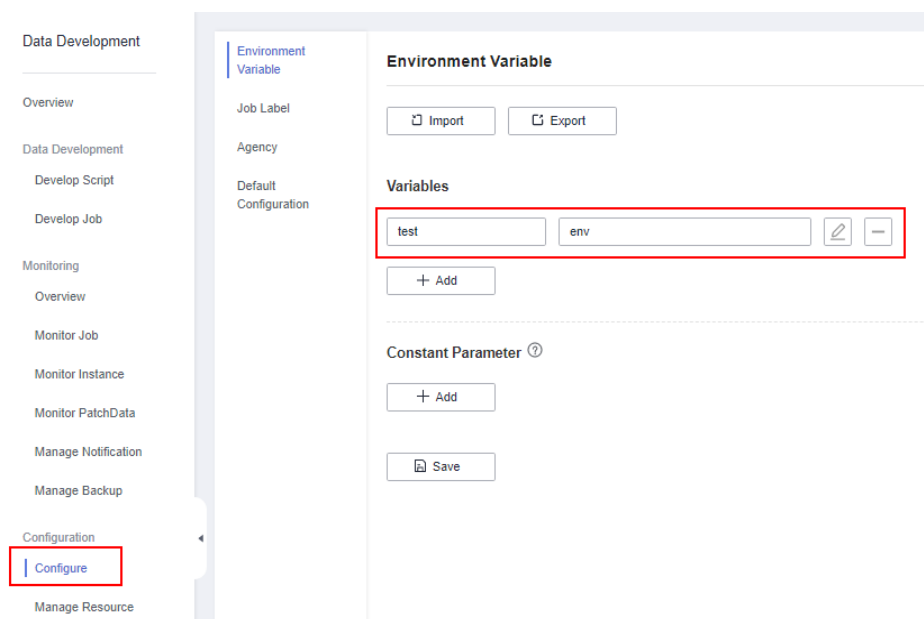 Data Development
Overview
Data Development
Develop Script
Develop Job
Monitoring
Overview
Monitor Job
Monitor Instance
Monitor PatchData
Manage Notification
Manage Backup
Configuration
Configure
Manage Resource
Environment
Variable
Job Label
Agency
Default
Configuration
Environment Variable
Import Export
Variables
test env
+ Add
Constant Parameter ?
+ Add
Save